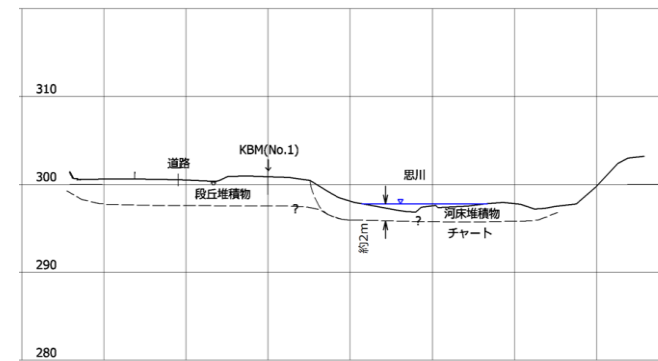 310
KBM(No.1)
道路
思川
300
段丘堆積物
?
河床堆積物
?
約2m
チャート
290
280